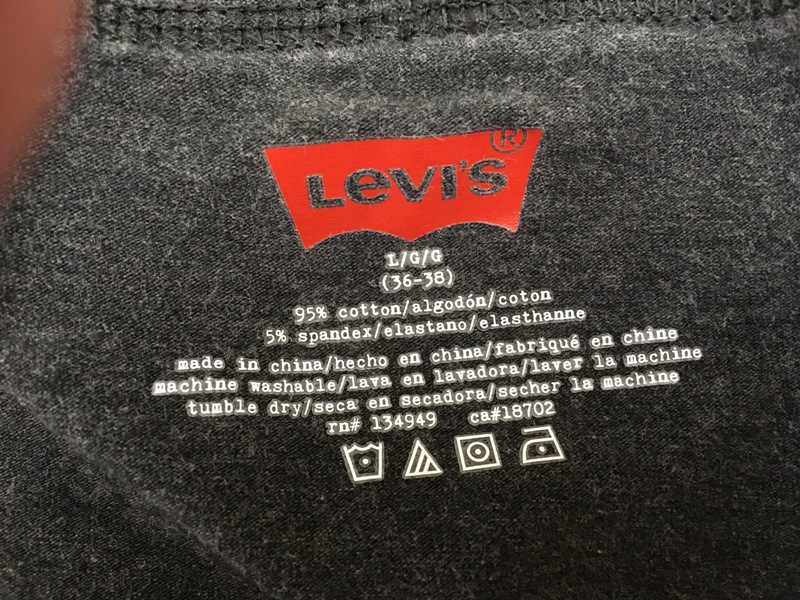 ®
Levi's
L/G/G
(36-38)
95% cotton/algodón/coton
5% spandex/elastano/elasthanne
made in china/hecho en china/fabriqué en chine
machine washable/lava en lavadora/laver la machine
tumble dry/seca en secadora/secher la machine
rn# 134949 ca#18702